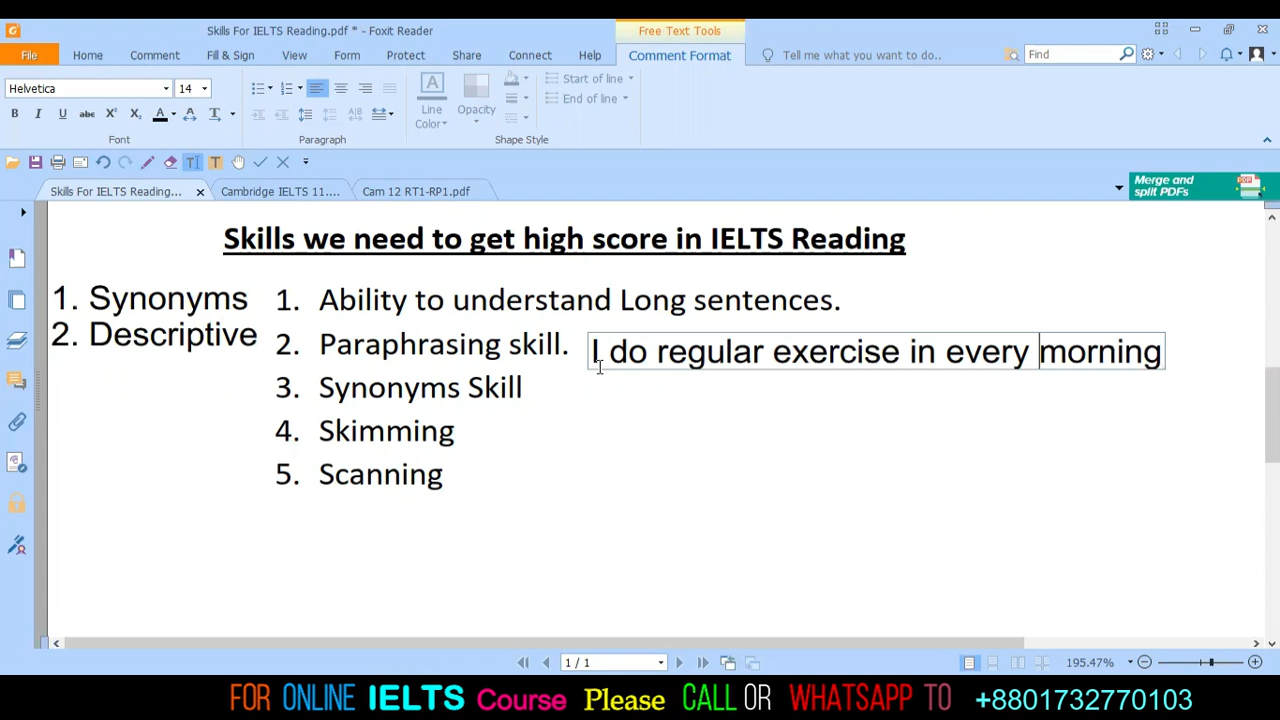 Skills For IELTS Reading.pdf * - Foxit Reader
Free Text Tools
File Home Comment Fill & Sign View Form Protect Share Connect Help Comment Format Tell me what you want to do.. Find
Helvetica 14
Line Color Opacity Start of line
End of line
Font Paragraph Shape Style
Skills For IELTS Reading... Cambridge IELTS 11.... Cam 12 RT1-RP1.pdf
Merge and split PDFs
Skills we need to get high score in IELTS Reading
1. Synonyms
2. Descriptive
1. Ability to understand Long sentences.
2. Paraphrasing skill.
I do regular exercise in every morning
3. Synonyms Skill
4. Skimming
5. Scanning
1 / 1 195.47%
FOR ONLINE IELTS Course Please CALL OR WHATSAPP TO +8801732770103